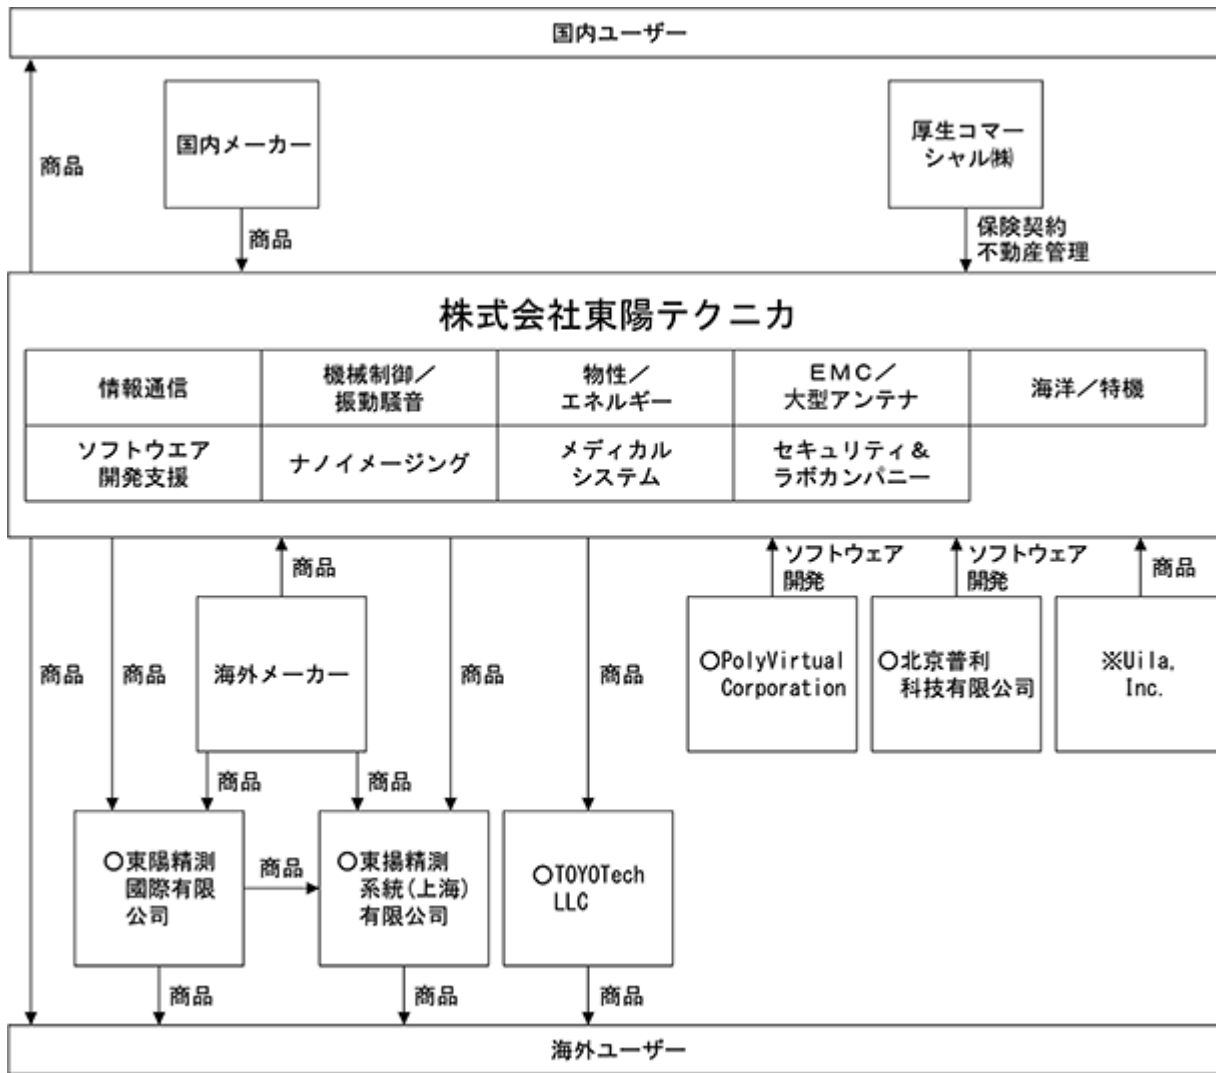 国内ユーザー
商品
国内メーカー
商品
厚生コマー
シャル㈱
保険契約
不動産管理
株式会社東陽テクニカ
情報通信
機械制御／
振動騒音
物性／
エネルギー
ＥＭＣ／
大型アンテナ
海洋／特機
ソフトウエア
開発支援
ナノイメージング
メディカル
システム
セキュリティ＆
ラボカンパニー
商品
ソフトウェア
開発
ソフトウェア
開発
商品
商品
商品
海外メーカー
商品
商品
○PolyVirtual
Corporation
○北京普利
科技有限公司
※Uila,
Inc.
商品
商品
○東陽精測
國際有限
公司
商品
○東揚精測
系統(上海)
有限公司
○TOYOTech
LLC
商品
商品
商品
海外ユーザー